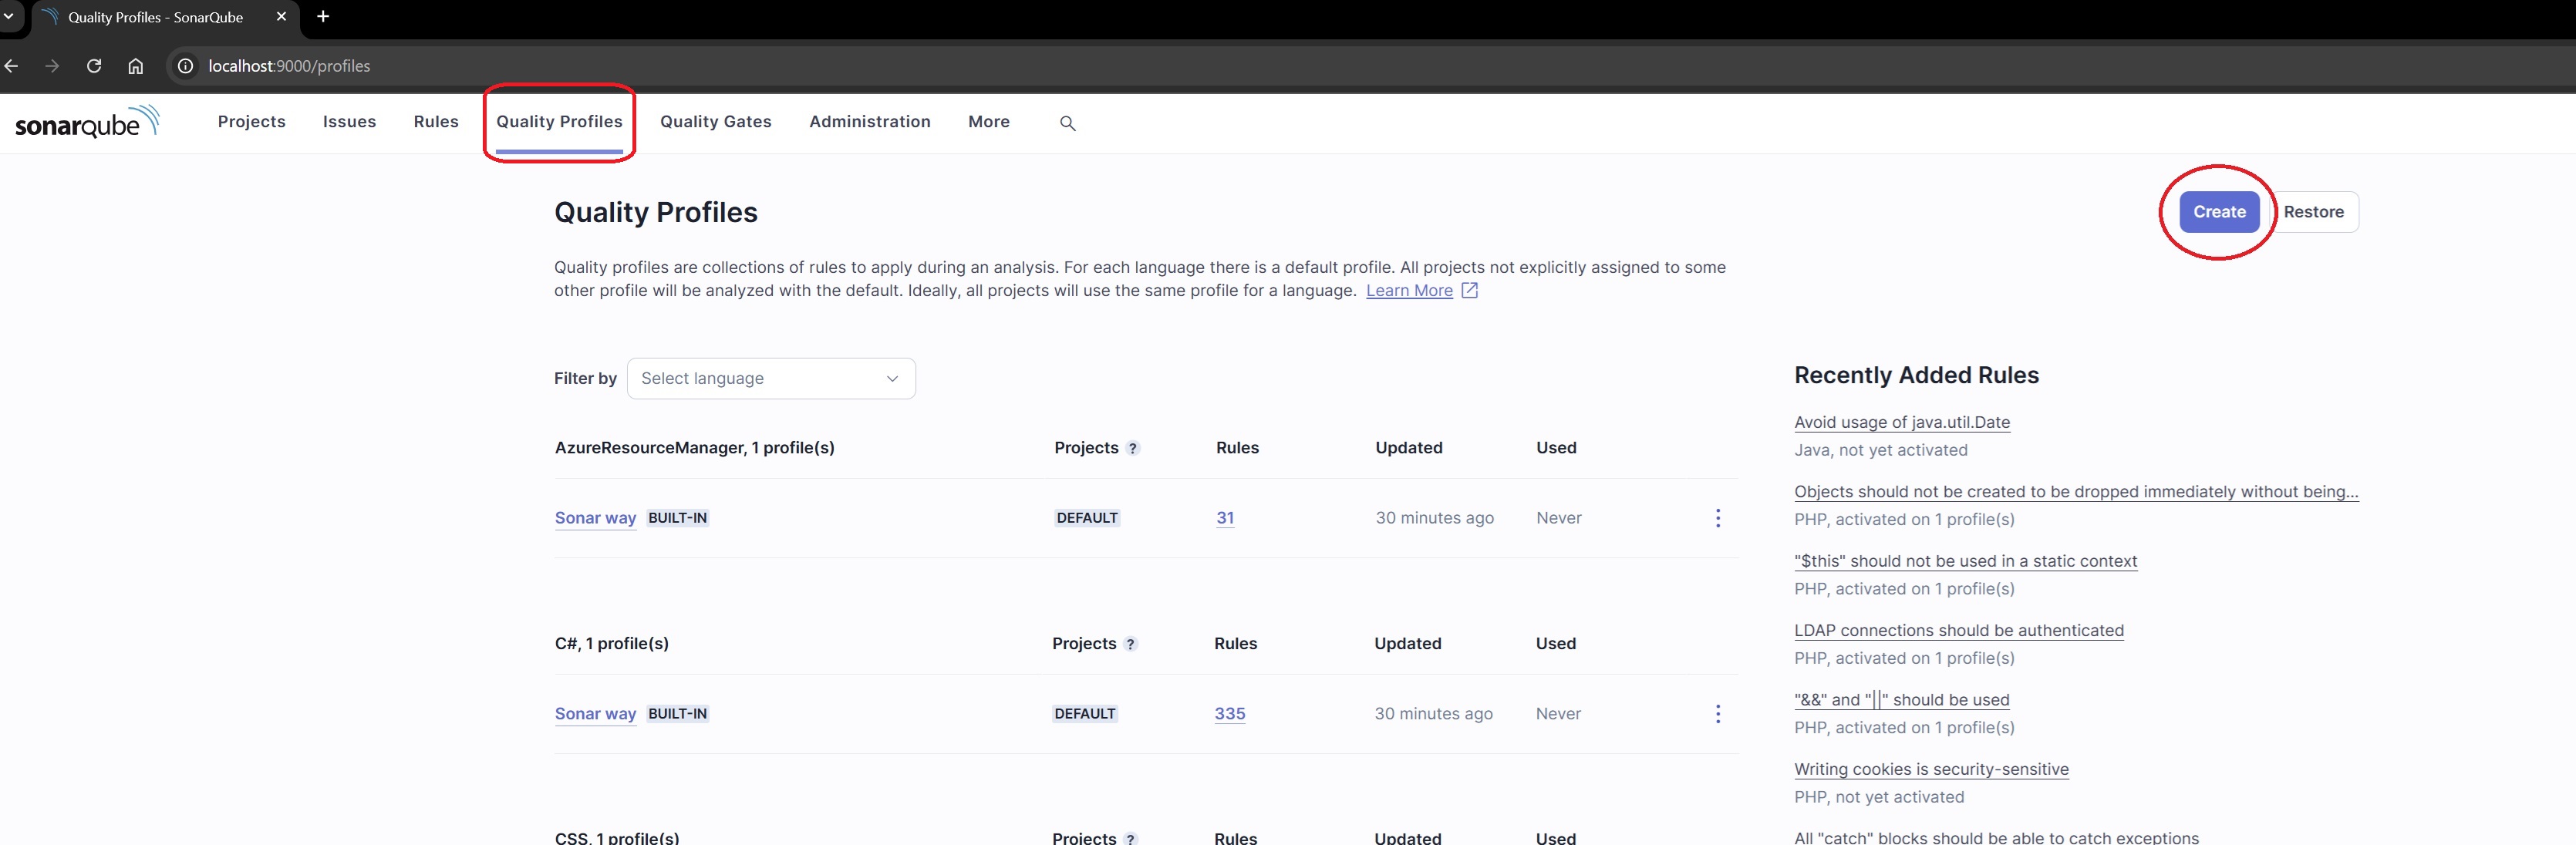 Quality Profiles - SonarQube
localhost:9000/profiles
sonarqube
Projects
Issues
Rules
Quality Profiles
Quality Gates
Administration
More
Quality Profiles
Create
Restore
Quality profiles are collections of rules to apply during an analysis. For each language there is a default profile. All projects not explicitly assigned to some
other profile will be analyzed with the default. Ideally, all projects will use the same profile for a language. Learn More
Filter by
Select language
AzureResourceManager, 1 profile(s) Projects ? Rules Updated Used
Sonar way BUILT-IN DEFAULT 31 30 minutes ago Never
C#, 1 profile(s) Projects ? Rules Updated Used
Sonar way BUILT-IN DEFAULT 335 30 minutes ago Never
CSS, 1 profile(s) Projects ? Rules Updated Used
Recently Added Rules
Avoid usage of java.util.Date
Java, not yet activated
Objects should not be created to be dropped immediately without being...
PHP, activated on 1 profile(s)
"$this" should not be used in a static context
PHP, activated on 1 profile(s)
LDAP connections should be authenticated
PHP, activated on 1 profile(s)
"&&" and "||" should be used
PHP, activated on 1 profile(s)
Writing cookies is security-sensitive
PHP, not yet activated
All "catch" blocks should be able to catch exceptions